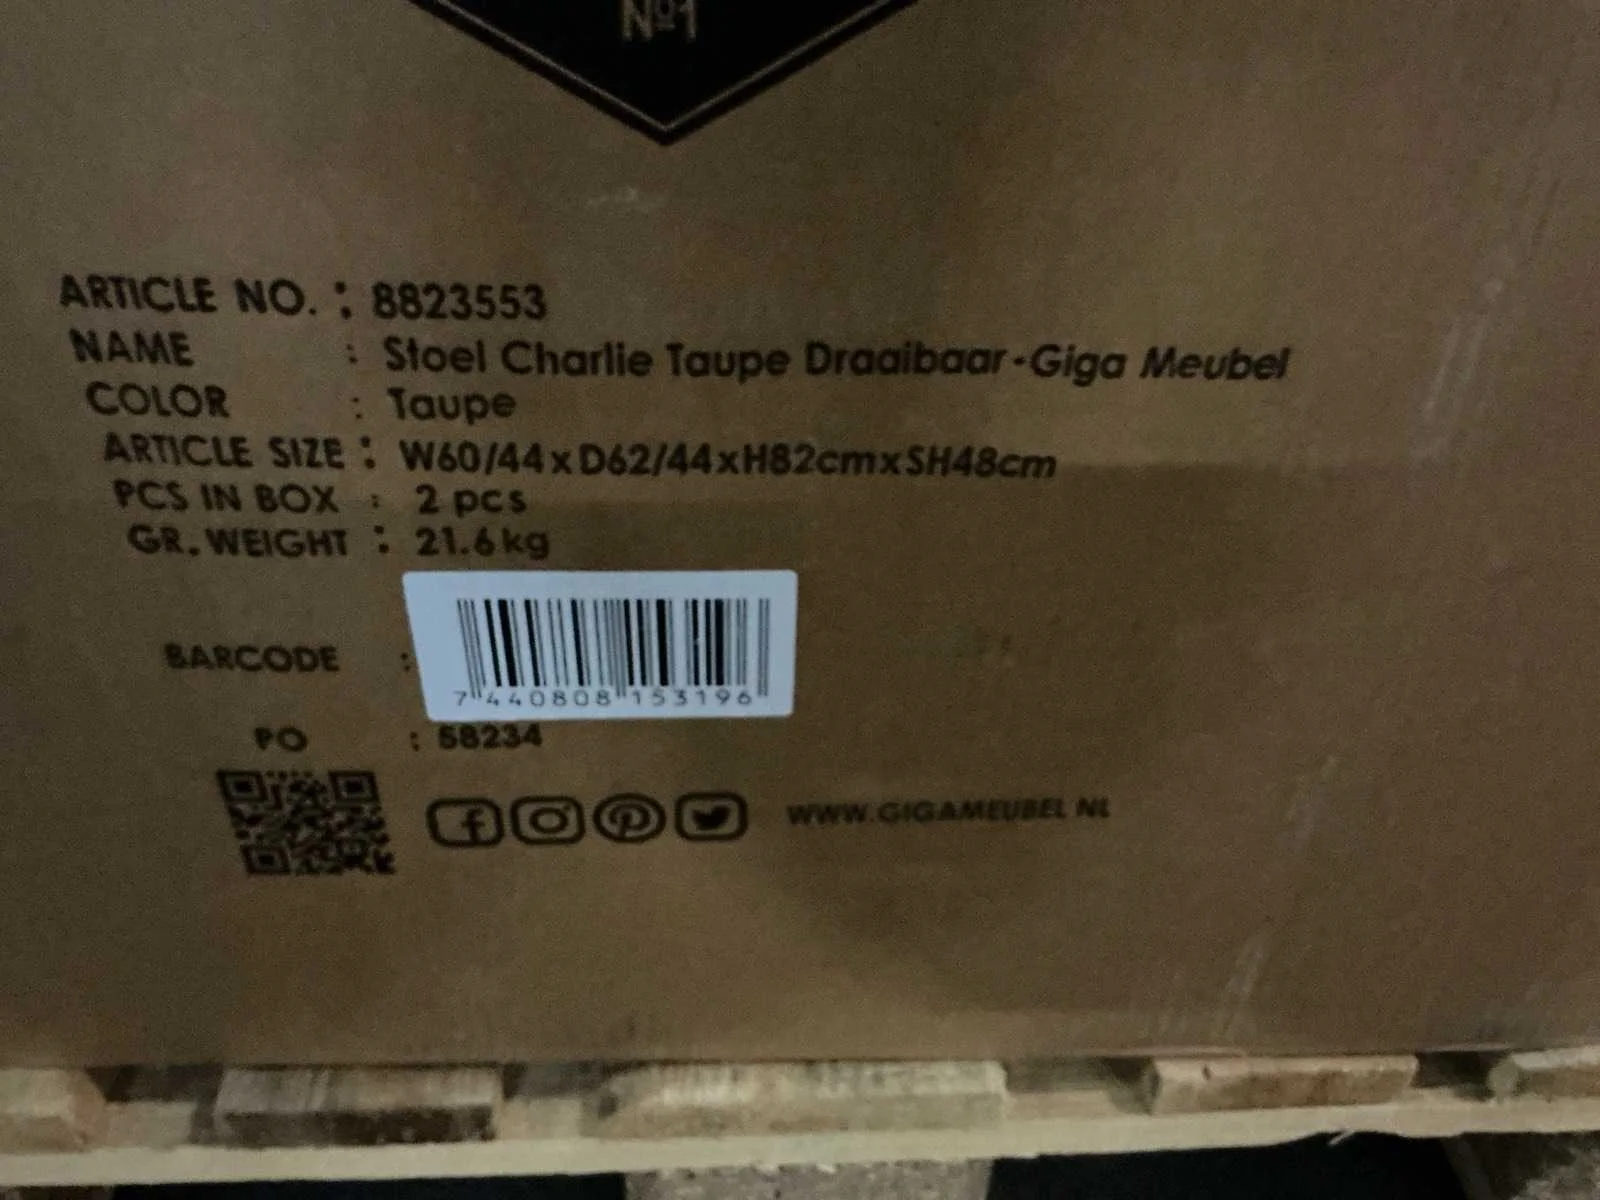 Nº1
ARTICLE NO. : 8823553
NAME : Stoel Charlie Taupe Draaibaar-Giga Meubel
COLOR : Taupe
ARTICLE SIZE : W60/44xD62/44xH82cmxSH48cm
PCS IN BOX : 2 pcs
GR. WEIGHT : 21.6kg
BARCODE :
7 440808 153196
PO : 58234
WWW.GIGAMEUBEL.NL